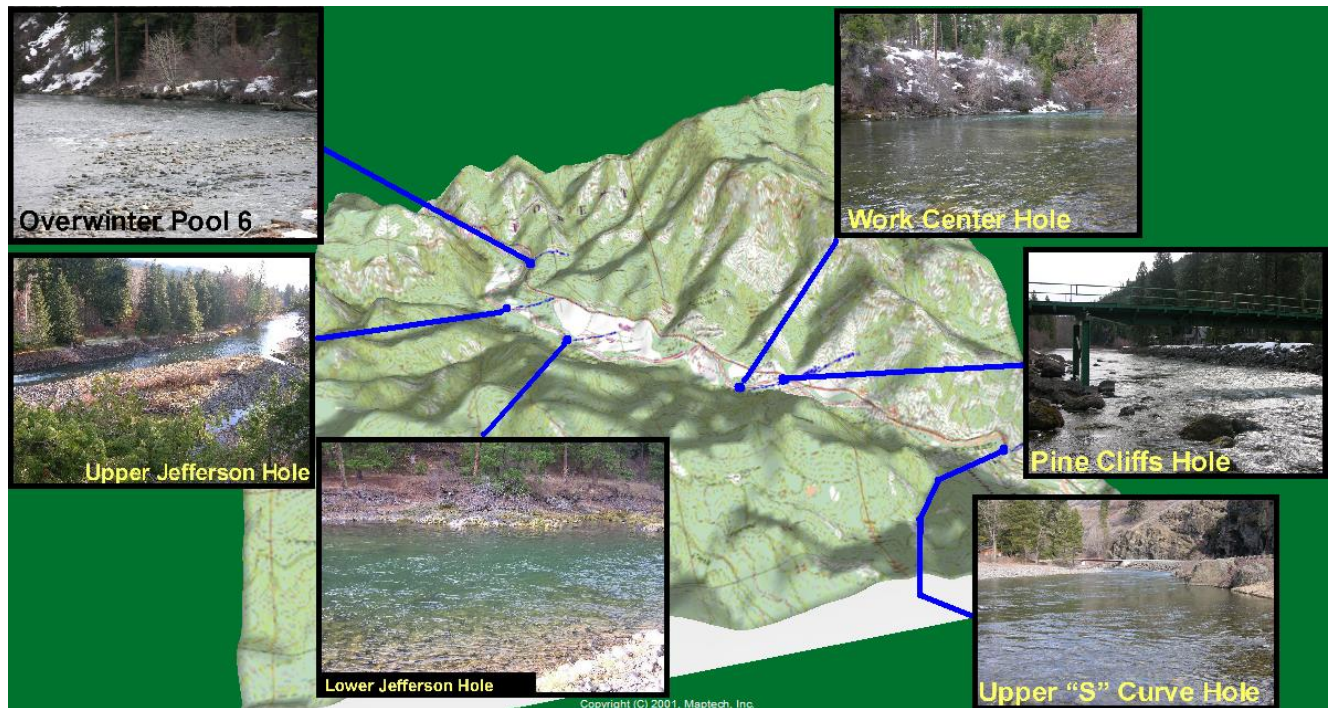 Overwinter Pool 6
Work Center Hole
Upper Jefferson Hole
Pine Cliffs Hole
Lower Jefferson Hole
Upper “S” Curve Hole
Copyright (C) 2001, Maptech, Inc.